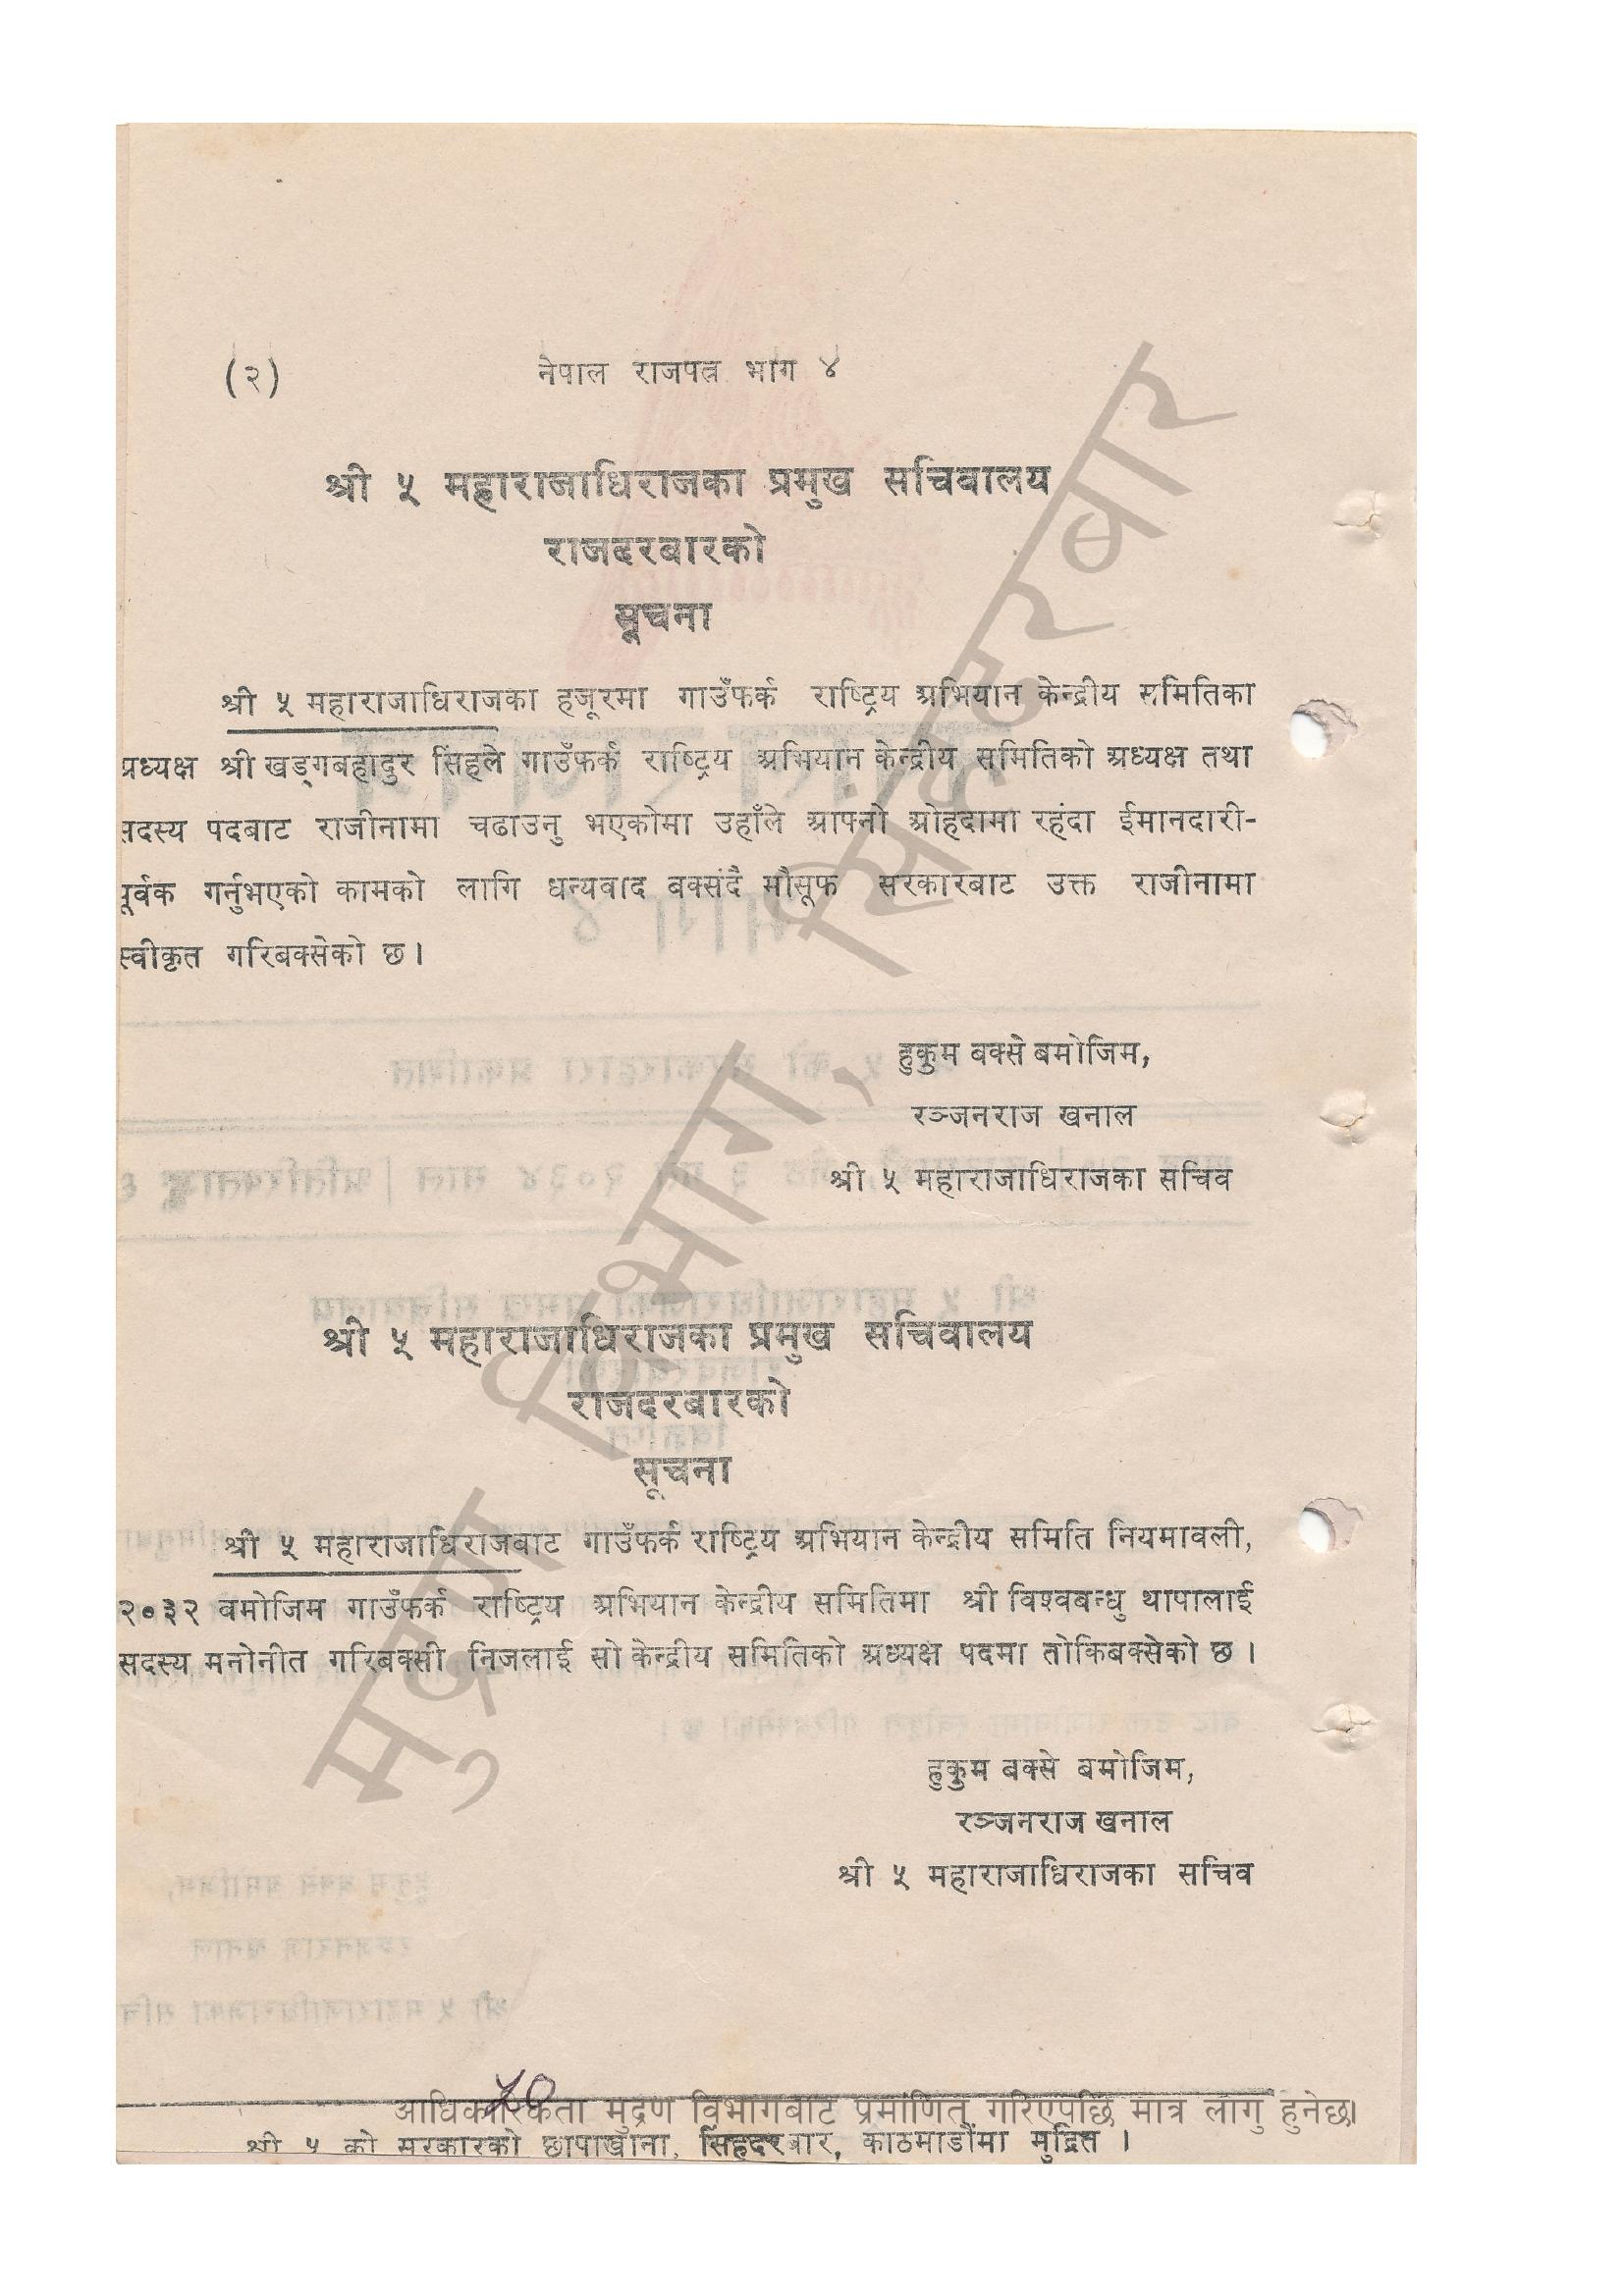 (२) नेपाल राजपत्र भाग ४
श्री ५ महाराजाधिराजका प्रमुख सचिवालय
राजदरबारको
सूचना
श्री ५ महाराजाधिराजका हजूरमा गाउँफर्क राष्ट्रिय अभियान केन्द्रीय समितिका
अध्यक्ष श्री खड्गबहादुर सिंहले गाउँफर्क राष्ट्रिय अभियान केन्द्रीय समितिको अध्यक्ष तथा
सदस्य पदबाट राजीनामा चढाउनु भएकोमा उहाँले आफ्नो ओहदामा रहंदा ईमानदारी-
पूर्वक गर्नुभएको कामको लागि धन्यवाद बक्संदै मौसूफ सरकारबाट उक्त राजीनामा
स्वीकृत गरिबक्सेको छ।
हुकुम बक्से बमोजिम,
रञ्जनराज खनाल
श्री ५ महाराजाधिराजका सचिव
श्री ५ महाराजाधिराजका प्रमुख सचिवालय
राजदरबारको
सूचना
श्री ५ महाराजाधिराजबाट गाउँफर्क राष्ट्रिय अभियान केन्द्रीय समिति नियमावली,
२०३२ बमोजिम गाउँफर्क राष्ट्रिय अभियान केन्द्रीय समितिमा श्री विश्वबन्धु थापालाई
सदस्य मनोनीत गरिबक्सी निजलाई सो केन्द्रीय समितिको अध्यक्ष पदमा तोकिबक्सेको छ।
हुकुम बक्से बमोजिम,
रञ्जनराज खनाल
श्री ५ महाराजाधिराजका सचिव
मुद्रण विभाग, सिंहदरबार
५०
आधिकारिकता मुद्रण विभागबाट प्रमाणित गरिएपछि मात्र लागु हुनेछ।
श्री ५ को सरकारको छापाखाना, सिंहदरबार, काठमाडौंमा मुद्रित ।